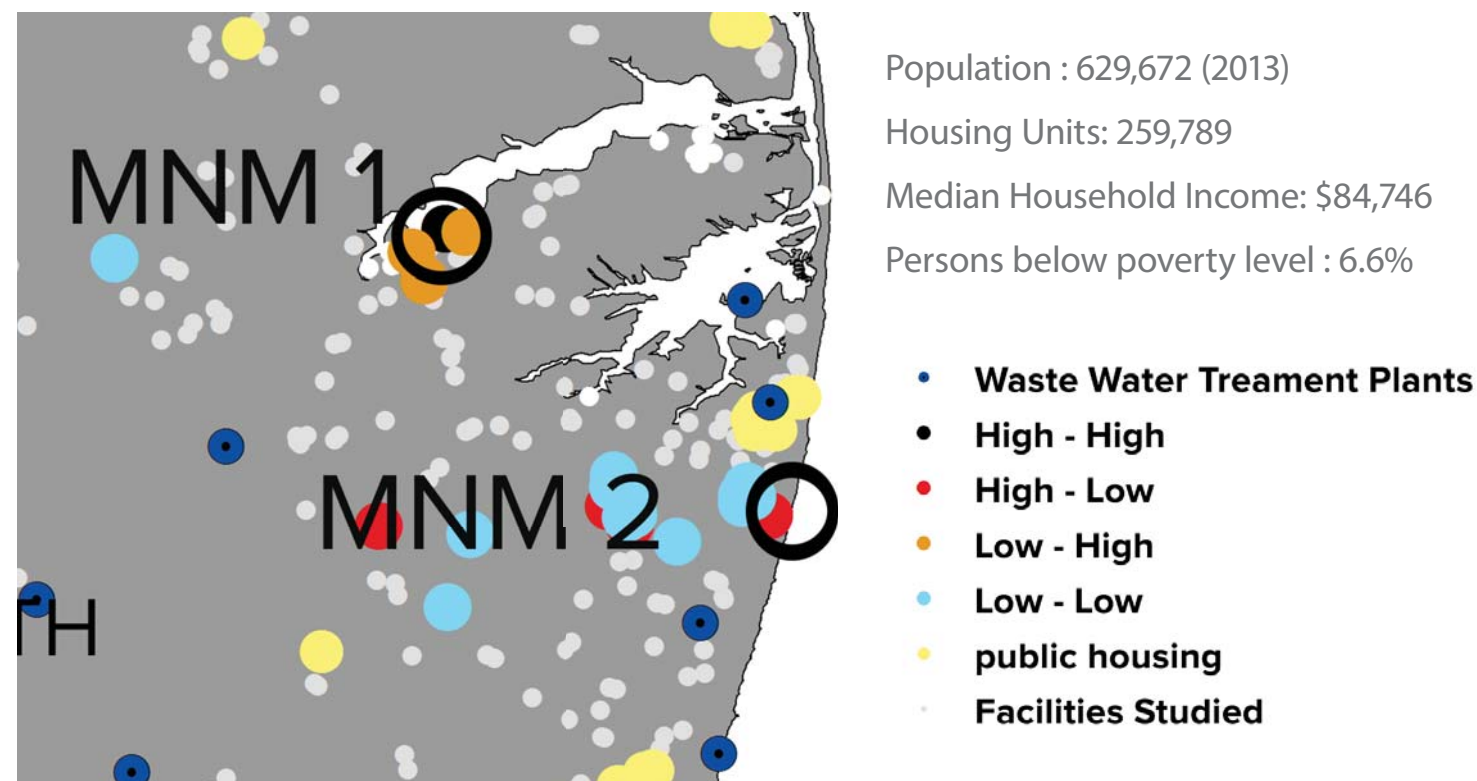 MNM 1
MNM 2
TH
Population : 629,672 (2013)
Housing Units: 259,789
Median Household Income: $84,746
Persons below poverty level : 6.6%
Waste Water Treament Plants
High - High
High - Low
Low - High
Low - Low
public housing
Facilities Studied